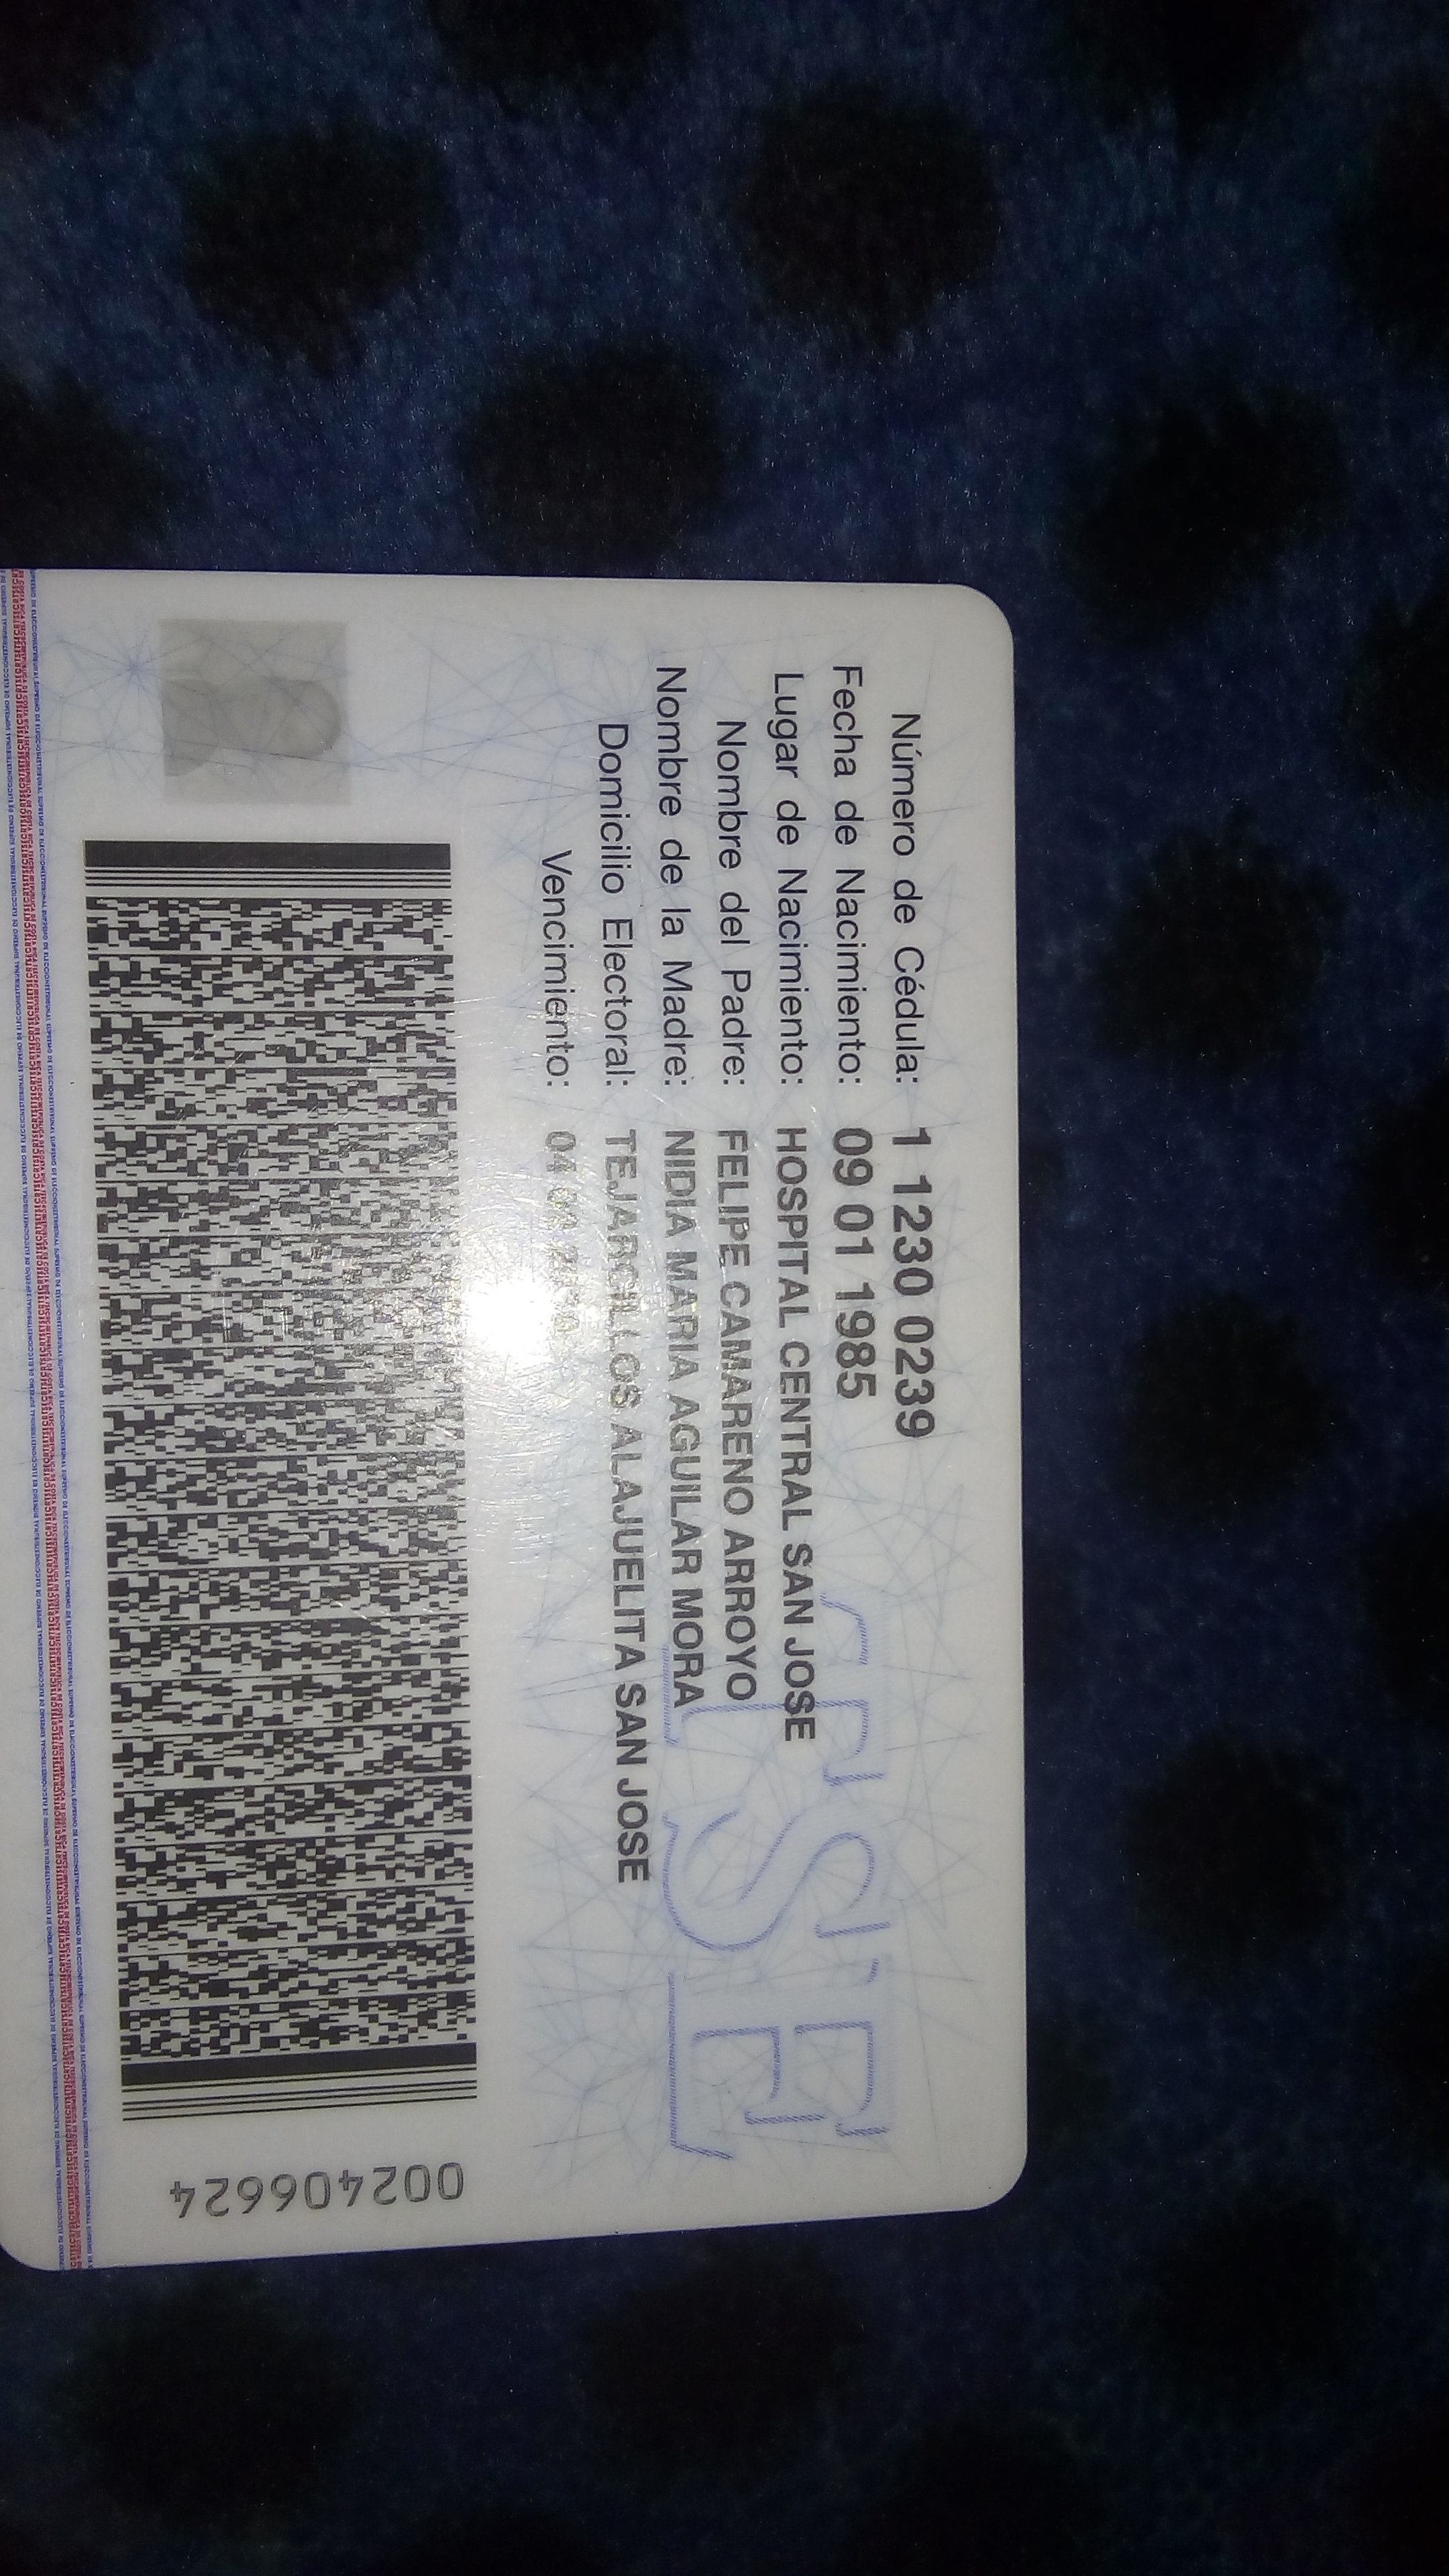 Número de Cédula: 1 1230 0239
Fecha de Nacimiento: 09 01 1985
Lugar de Nacimiento: HOSPITAL CENTRAL SAN JOSE
Nombre del Padre: FELIPE CAMARENO ARROYO
Nombre de la Madre: NIDIA MARIA AGUILAR MORA
Domicilio Electoral: TEJARCILLOS ALAJUELITA SAN JOSE
Vencimiento: 04
TSE
002406624